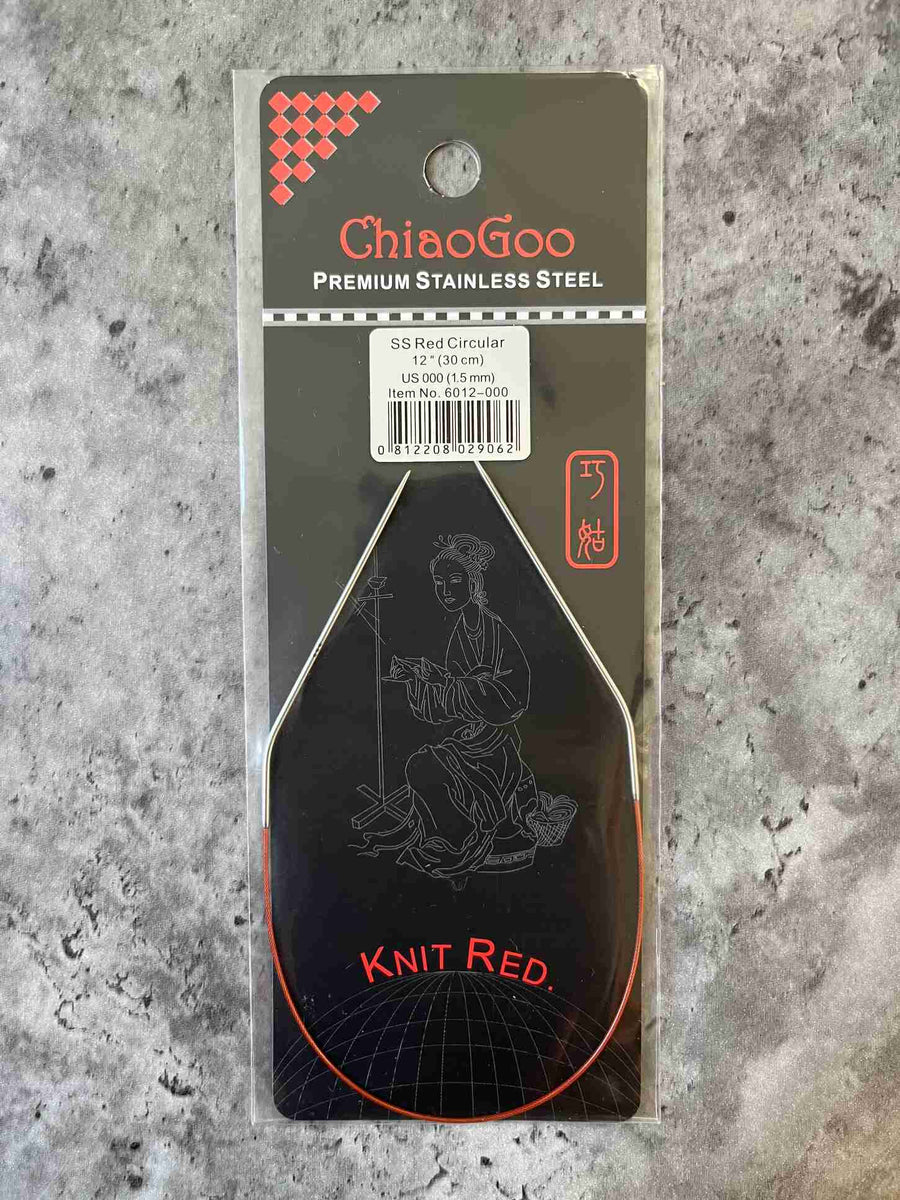 ChiaoGoo
PREMIUM STAINLESS STEEL
SS Red Circular
12 " (30 cm)
US 000 (1.5 mm)
Item No. 6012–000
0 812208 029062
巧
姑
KNIT RED.